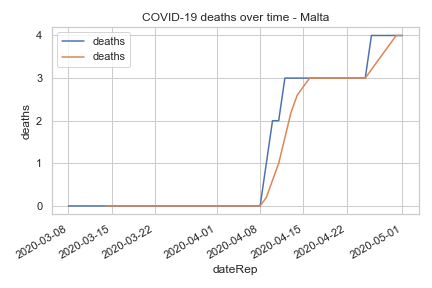 COVID-19 deaths over time - Malta
deaths
deaths
4
3
2
1
0
deaths
2020-03-08
2020-03-15
2020-03-22
2020-04-01
2020-04-08
2020-04-15
2020-04-22
2020-05-01
dateRep